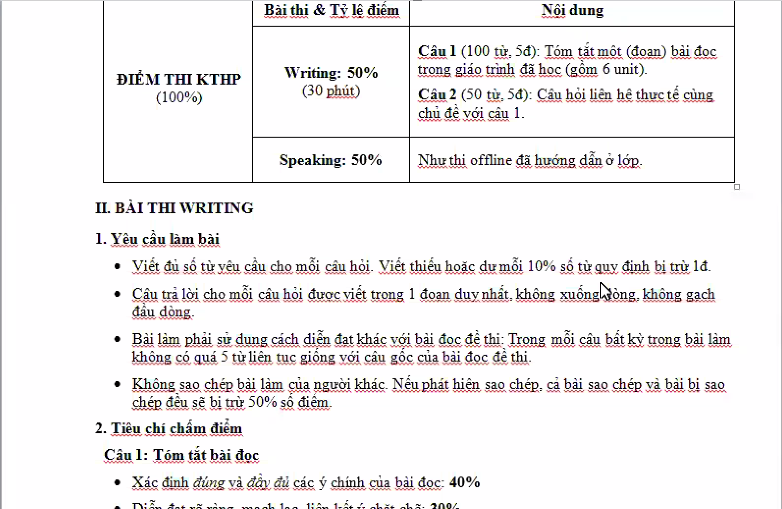 Bài thi & Tỷ lệ điểm Nội dung
ĐIỂM THI KTHP
(100%)
Writing: 50%
(30 phút)
Câu 1 (100 từ, 5đ): Tóm tắt một (đoạn) bài đọc
trong giáo trình đã học (gồm 6 unit).
Câu 2 (50 từ, 5đ): Câu hỏi liên hệ thực tế cùng
chủ đề với câu 1.
Speaking: 50%
Như thi offline đã hướng dẫn ở lớp.
II. BÀI THI WRITING
1. Yêu cầu làm bài
• Viết đủ số từ yêu cầu cho mỗi câu hỏi. Viết thiếu hoặc dư mỗi 10% số từ quy định bị trừ 1đ.
• Câu trả lời cho mỗi câu hỏi được viết trong 1 đoạn duy nhất, không xuống dòng, không gạch
đầu dòng.
• Bài làm phải sử dụng cách diễn đạt khác với bài đọc đề thi: Trong mỗi câu bất kỳ trong bài làm
không có quá 5 từ liên tục giống với câu gốc của bài đọc đề thi.
• Không sao chép bài làm của người khác. Nếu phát hiện sao chép, cả bài sao chép và bài bị sao
chép đều sẽ bị trừ 50% số điểm.
2. Tiêu chí chấm điểm
Câu 1: Tóm tắt bài đọc
• Xác định đúng và đầy đủ các ý chính của bài đọc: 40%
• Diễn đạt rõ ràng, mạch lạc, liên kết ý chặt chẽ: 30%